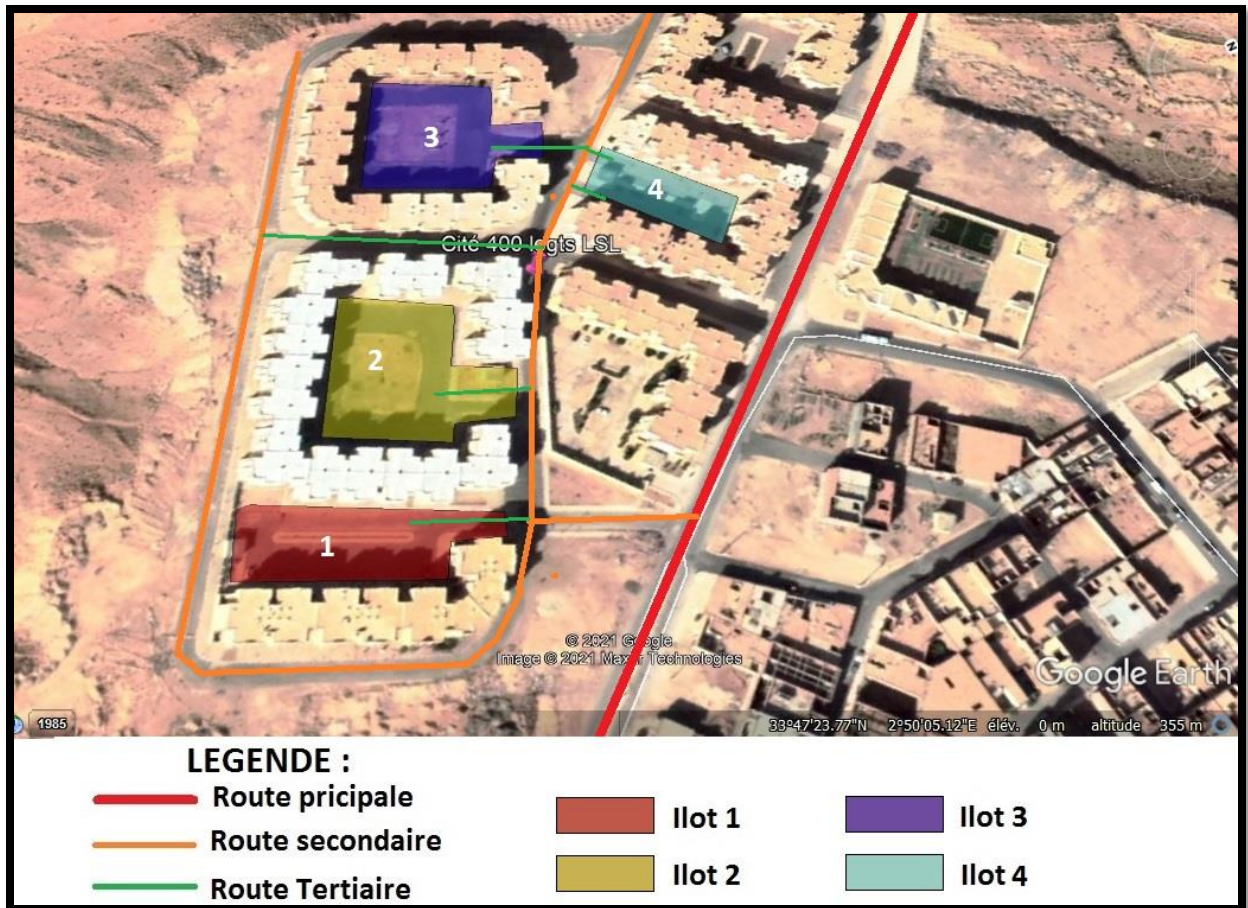 3
4
Cité 400 logts LSL
2
1
© 2021 Google
Image © 2021 Maxar Technologies
Google Earth
1985
33°47'23.77"N 2°50'05.12"E élév. 0 m altitude 355 m
LEGENDE :
Route pricipale
Route secondaire
Route Tertiaire
Ilot 1
Ilot 2
Ilot 3
Ilot 4